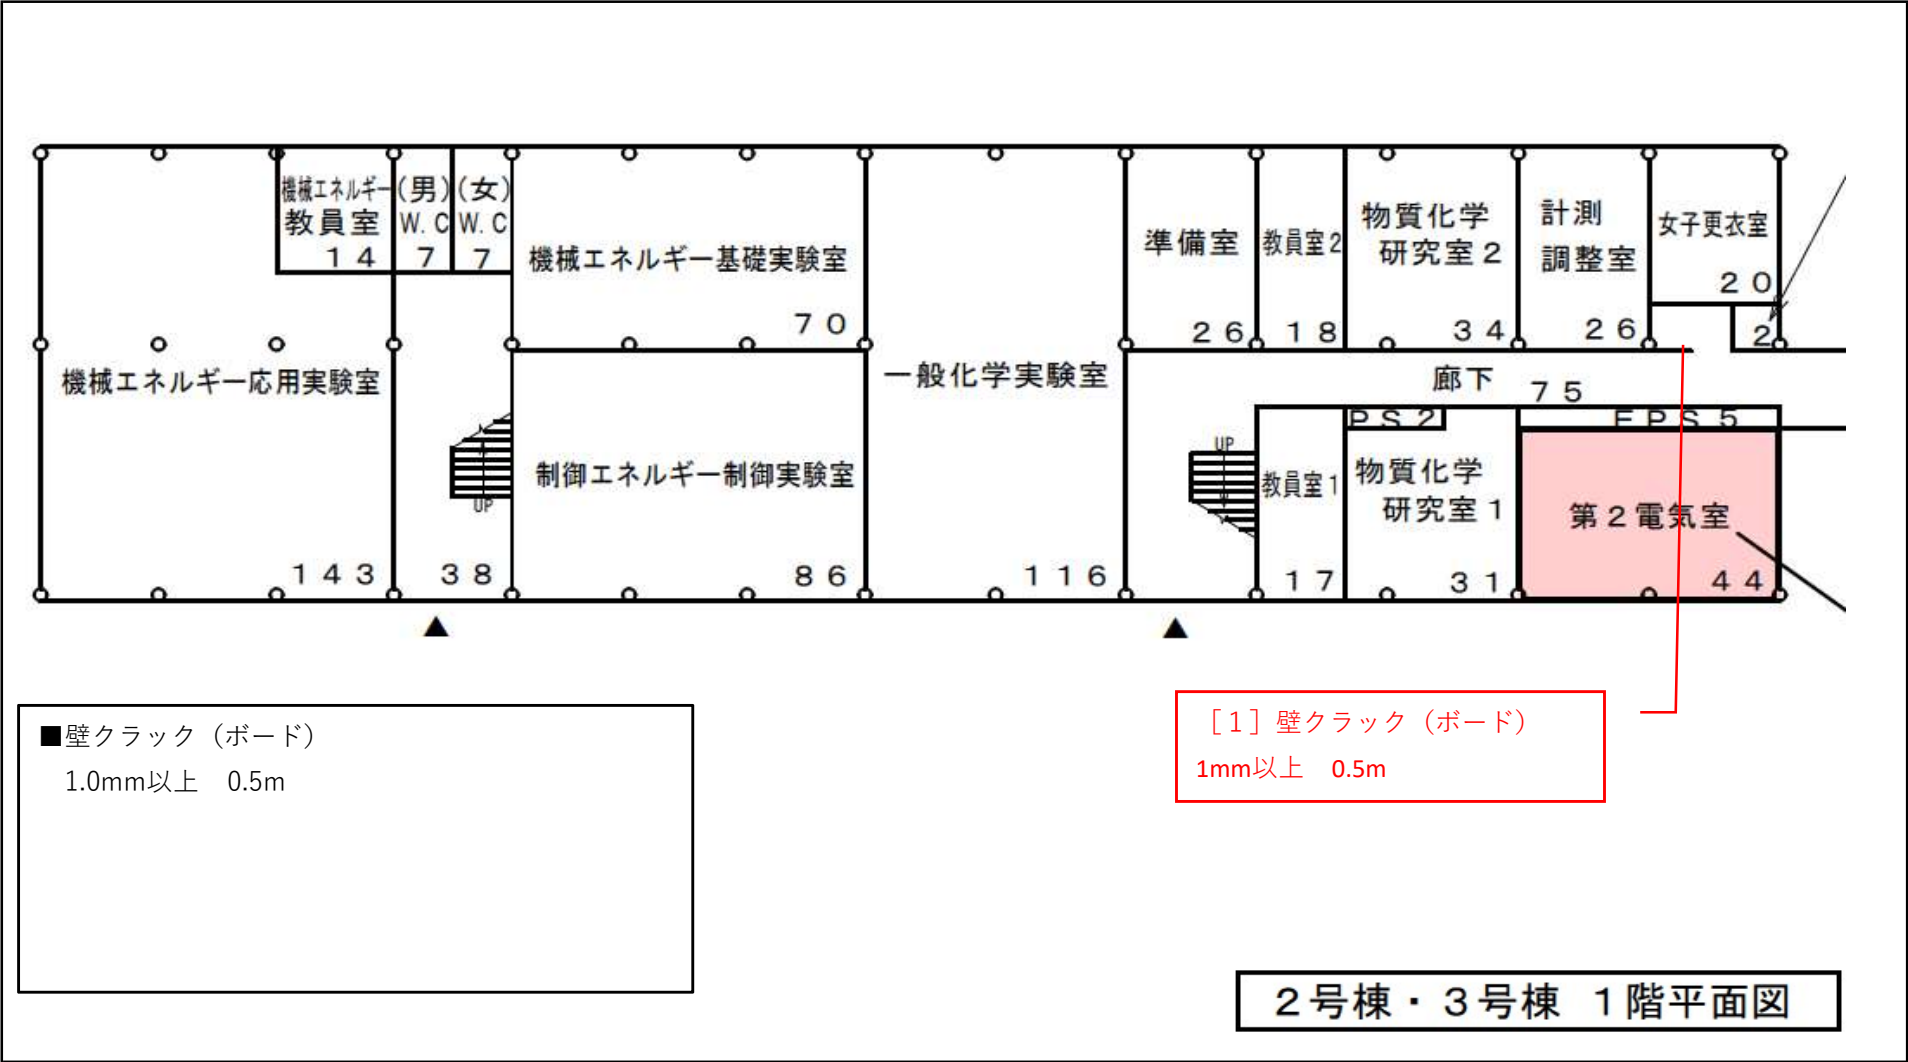 機械エネルギー
教員室
１４
(男)
W.C
７
(女)
W.C
７
機械エネルギー基礎実験室
７０
準備室
２６
教員室２
１８
物質化学
研究室２
３４
計測
調整室
２６
女子更衣室
２０
２
機械エネルギー応用実験室
１４３
UP
３８
制御エネルギー制御実験室
８６
一般化学実験室
１１６
廊下 ７５
UP
教員室１
１７
ＰＳ２
物質化学
研究室１
３１
ＥＰＳ５
第２電気室
４４
▲
▲
■壁クラック（ボード）
1.0mm以上　0.5m
［１］壁クラック（ボード）
1mm以上　0.5m
２号棟・３号棟 １階平面図